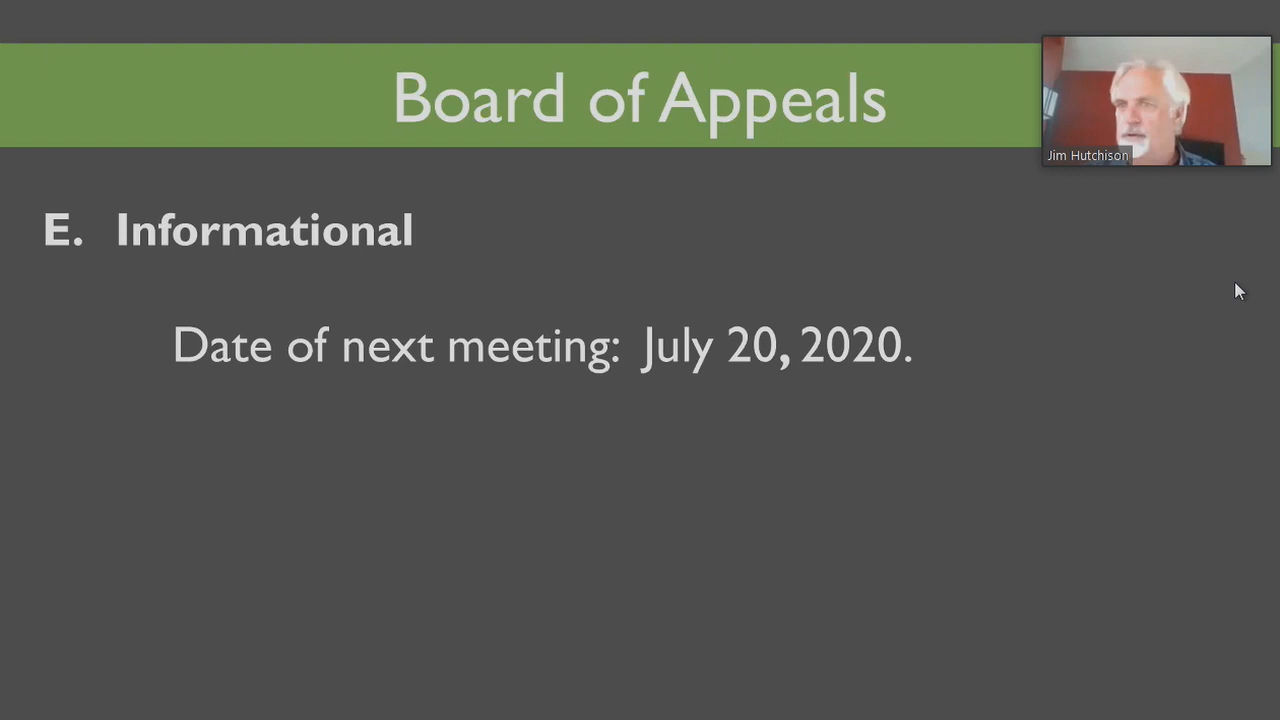 Board of Appeals
Jim Hutchison
E. Informational
Date of next meeting: July 20, 2020.